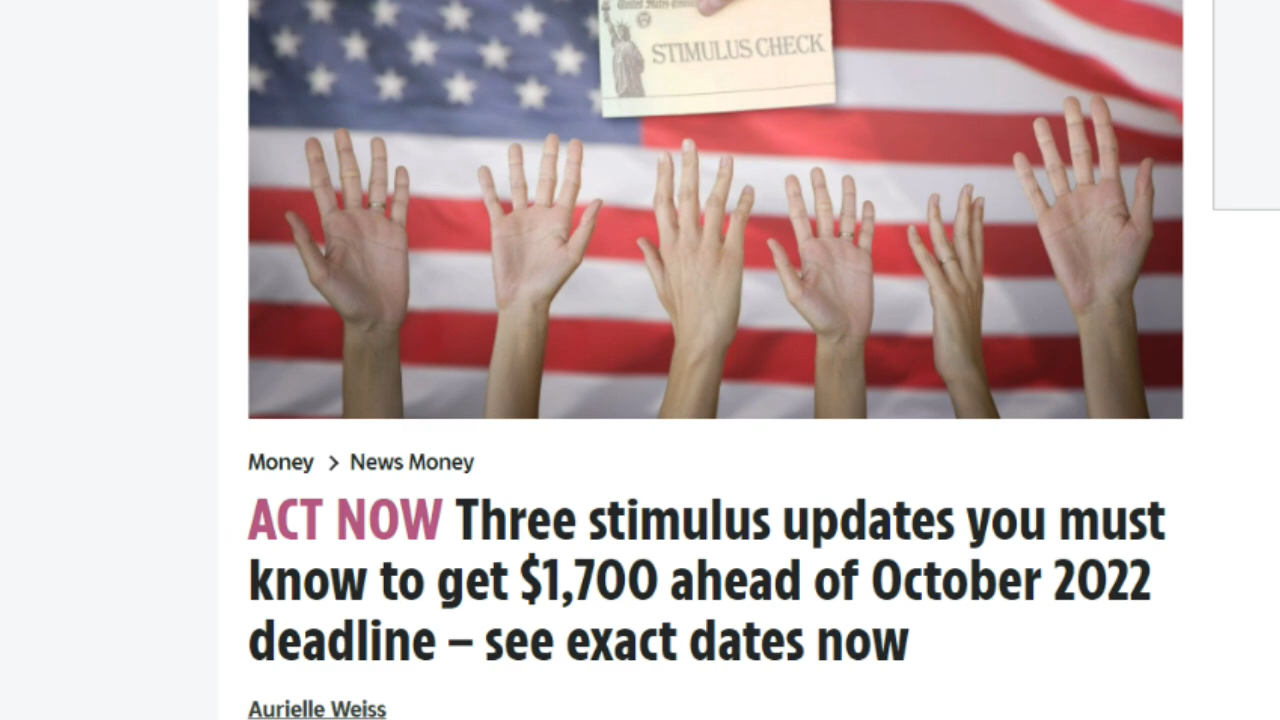 STIMULUS CHECK
Money > News Money
ACT NOW Three stimulus updates you must
know to get $1,700 ahead of October 2022
deadline – see exact dates now
Aurielle Weiss